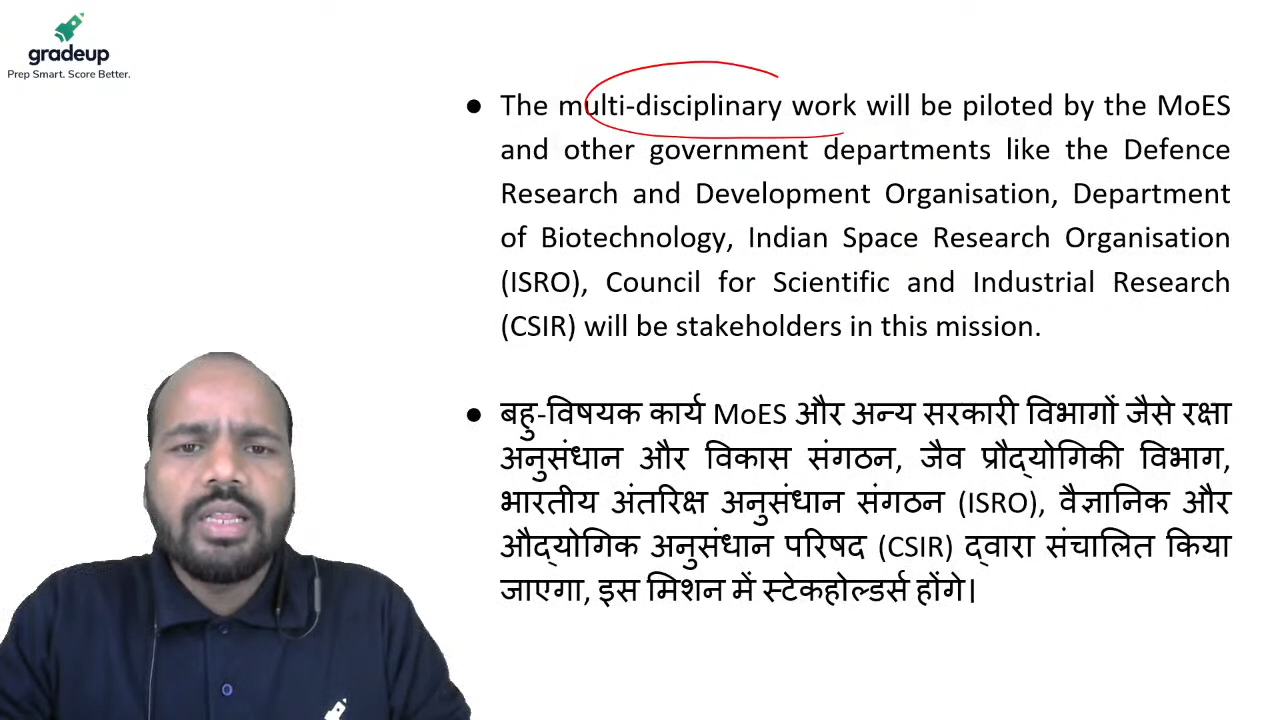 gradeup
Prep Smart. Score Better.
● The multi-disciplinary work will be piloted by the MoES
and other government departments like the Defence
Research and Development Organisation, Department
of Biotechnology, Indian Space Research Organisation
(ISRO), Council for Scientific and Industrial Research
(CSIR) will be stakeholders in this mission.
● बहु-विषयक कार्य MoES और अन्य सरकारी विभागों जैसे रक्षा
अनुसंधान और विकास संगठन, जैव प्रौद्योगिकी विभाग,
भारतीय अंतरिक्ष अनुसंधान संगठन (ISRO), वैज्ञानिक और
औद्योगिक अनुसंधान परिषद (CSIR) द्वारा संचालित किया
जाएगा, इस मिशन में स्टेकहोल्डर्स होंगे।